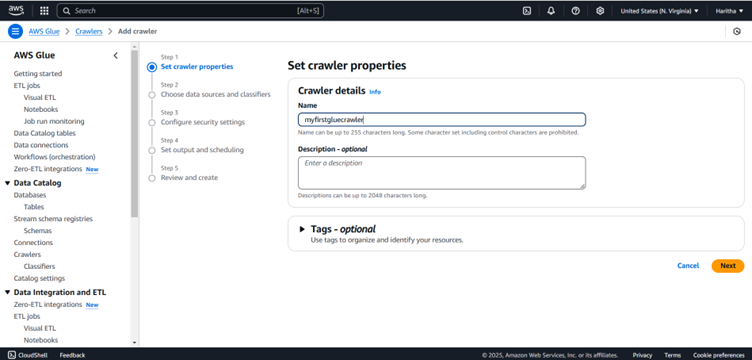 aws
Search
[Alt+S]
United States (N. Virginia)
Haritha
AWS Glue > Crawlers > Add crawler
AWS Glue
Getting started
ETL jobs
Visual ETL
Notebooks
Job run monitoring
Data Catalog tables
Data connections
Workflows (orchestration)
Zero-ETL integrations New
Data Catalog
Databases
Tables
Stream schema registries
Schemas
Connections
Crawlers
Classifiers
Catalog settings
Data Integration and ETL
Zero-ETL integrations New
ETL jobs
Visual ETL
Notebooks
Step 1
Set crawler properties
Step 2
Choose data sources and classifiers
Step 3
Configure security settings
Step 4
Set output and scheduling
Step 5
Review and create
Set crawler properties
Crawler details Info
Name
myfirstgluecrawler
Name can be up to 255 characters long. Some character set including control characters are prohibited.
Description - optional
Enter a description
Descriptions can be up to 2048 characters long.
Tags - optional
Use tags to organize and identify your resources.
Cancel
Next
CloudShell
Feedback
© 2025, Amazon Web Services, Inc. or its affiliates.
Privacy
Terms
Cookie preferences